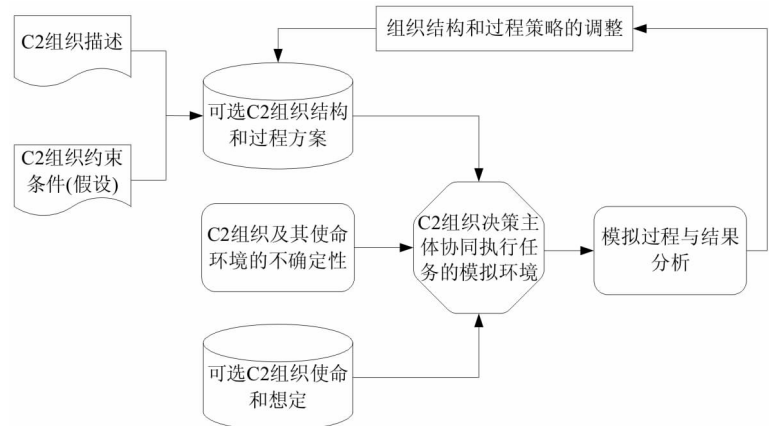 C2组织描述
组织结构和过程策略的调整
可选C2组织结构
和过程方案
C2组织约束
条件(假设)
C2组织及其使命
环境的不确定性
C2组织决策主
体协同执行任
务的模拟环境
模拟过程与结果
分析
可选C2组织使命
和想定